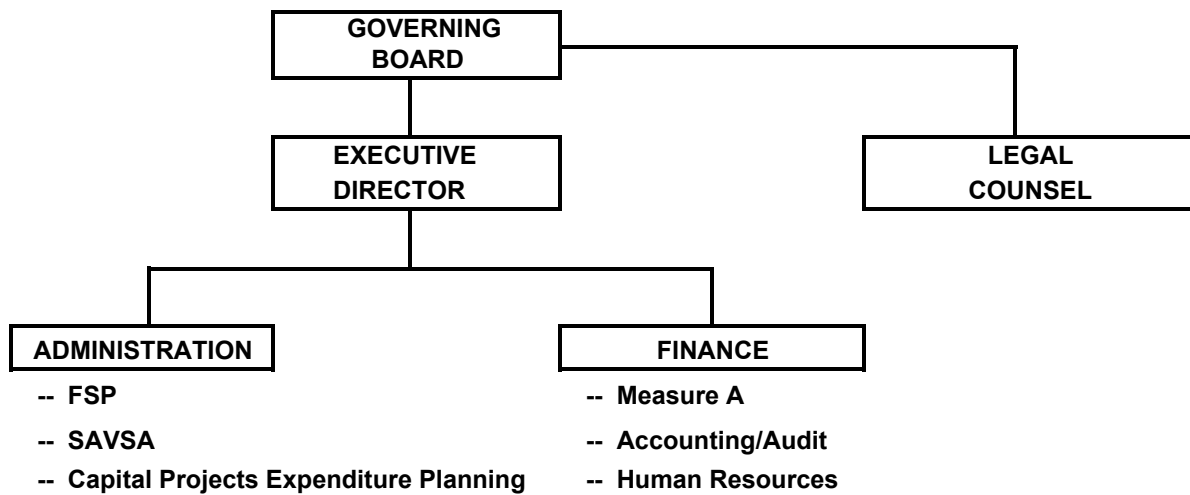 GOVERNING
BOARD
EXECUTIVE
DIRECTOR
LEGAL
COUNSEL
ADMINISTRATION
-- FSP
-- SAVSA
-- Capital Projects Expenditure Planning
FINANCE
-- Measure A
-- Accounting/Audit
-- Human Resources